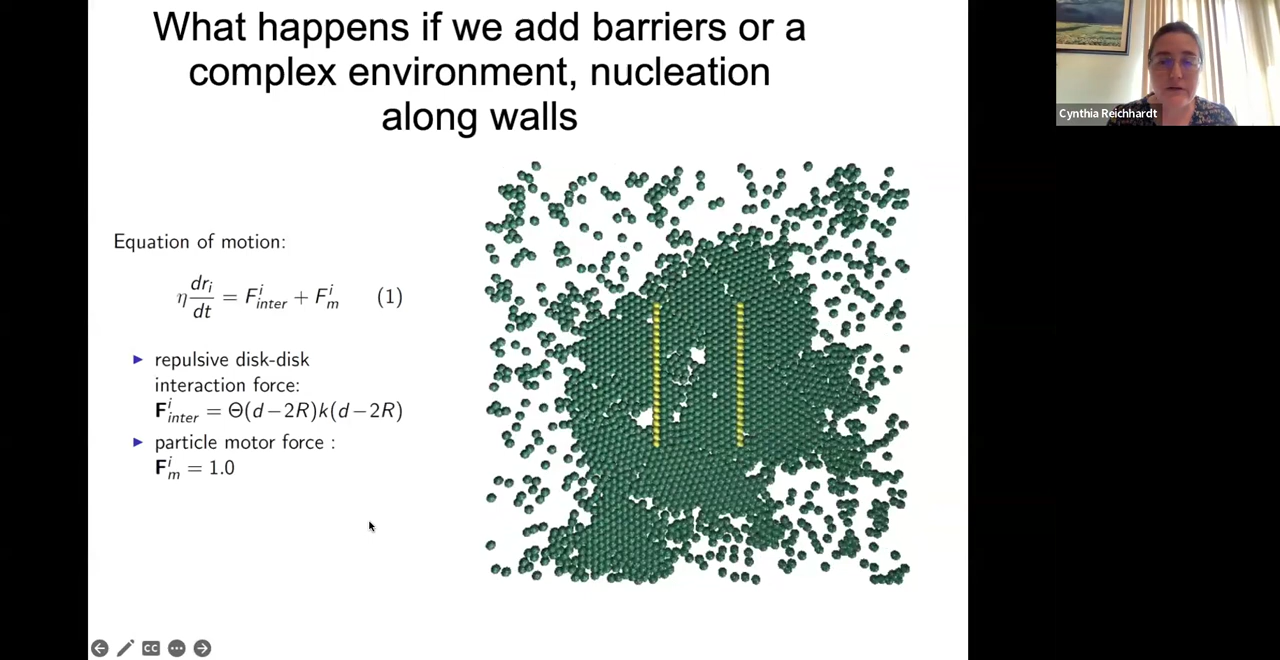 What happens if we add barriers or a
complex environment, nucleation
along walls
Equation of motion:
η dr_i/dt = F^i_inter + F^i_m (1)
▶ repulsive disk-disk
interaction force:
F^i_inter = Θ(d−2R)k(d−2R)
▶ particle motor force :
F^i_m = 1.0
Cynthia Reichhardt
CC